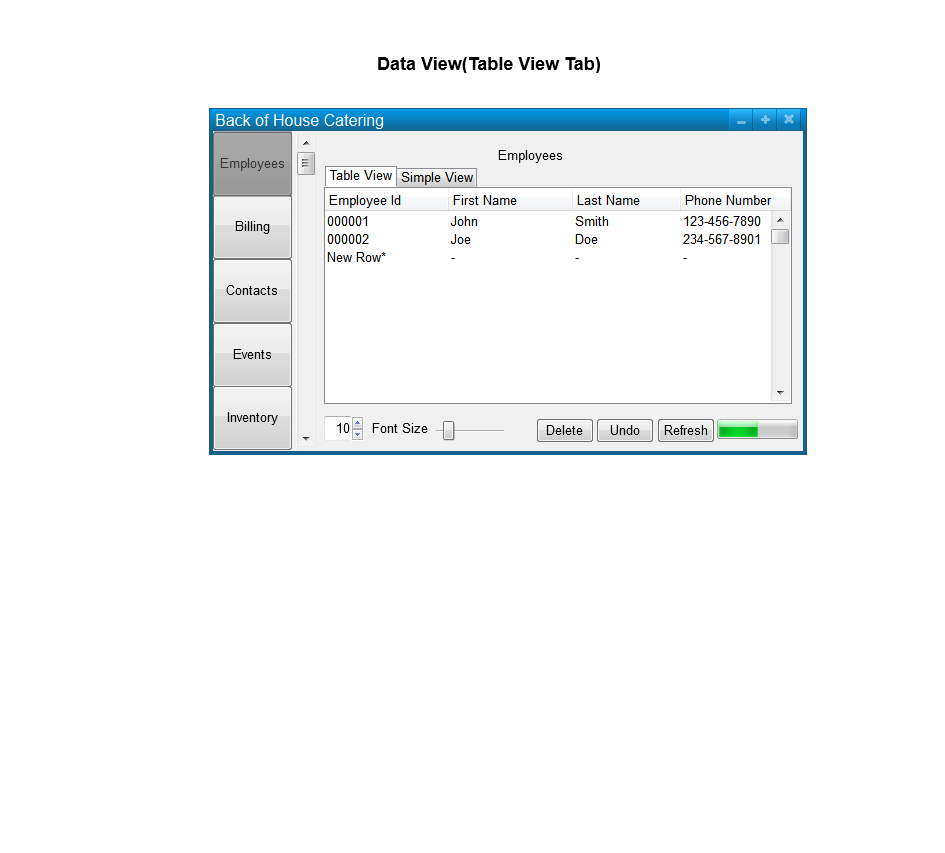 Data View(Table View Tab)
Back of House Catering
Employees
Billing
Contacts
Events
Inventory
Employees
Table View Simple View
Employee Id First Name Last Name Phone Number
000001 John Smith 123-456-7890
000002 Joe Doe 234-567-8901
New Row* - - -
10 Font Size Delete Undo Refresh